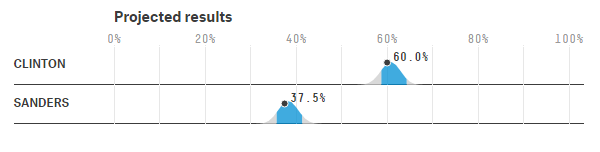 Projected results
0% 20% 40% 60% 80% 100%
CLINTON 60.0%
SANDERS 37.5%